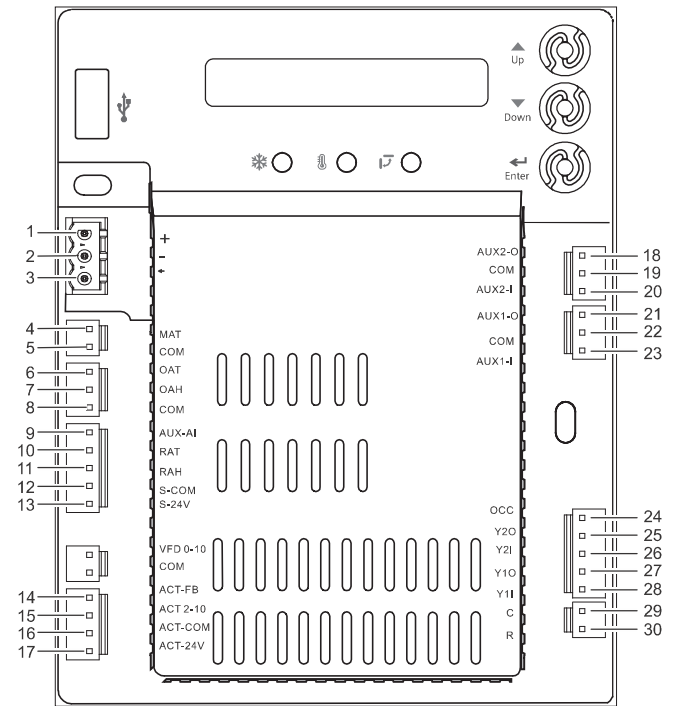 Up
Down
Enter
1
2
3
4
5
6
7
8
9
10
11
12
13
14
15
16
17
+
-
MAT
COM
OAT
OAH
COM
AUX-AI
RAT
RAH
S-COM
S-24V
VFD 0-10
COM
ACT-FB
ACT 2-10
ACT-COM
ACT-24V
AUX2-O
COM
AUX2-I
AUX1-O
COM
AUX1-I
OCC
Y2O
Y2I
Y1O
Y1I
C
R
18
19
20
21
22
23
24
25
26
27
28
29
30